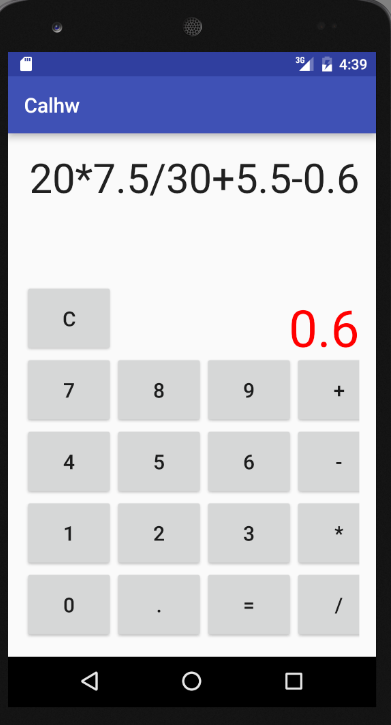 3G 4:39
Calhw
20*7.5/30+5.5-0.6
0.6
C
7 8 9 +
4 5 6 -
1 2 3 *
0 . = /